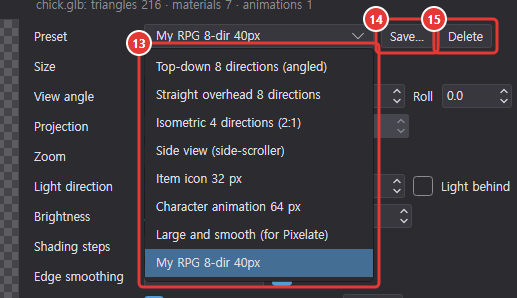 chick.glb: triangles 216 · materials 7 · animations 1
Preset My RPG 8-dir 40px Save... Delete
13 14 15
Size Top-down 8 directions (angled)
View angle Straight overhead 8 directions Roll 0.0
Projection Isometric 4 directions (2:1)
Zoom Side view (side-scroller)
Light direction Item icon 32 px Light behind
Brightness Character animation 64 px
Shading steps Large and smooth (for Pixelate)
Edge smoothing My RPG 8-dir 40px